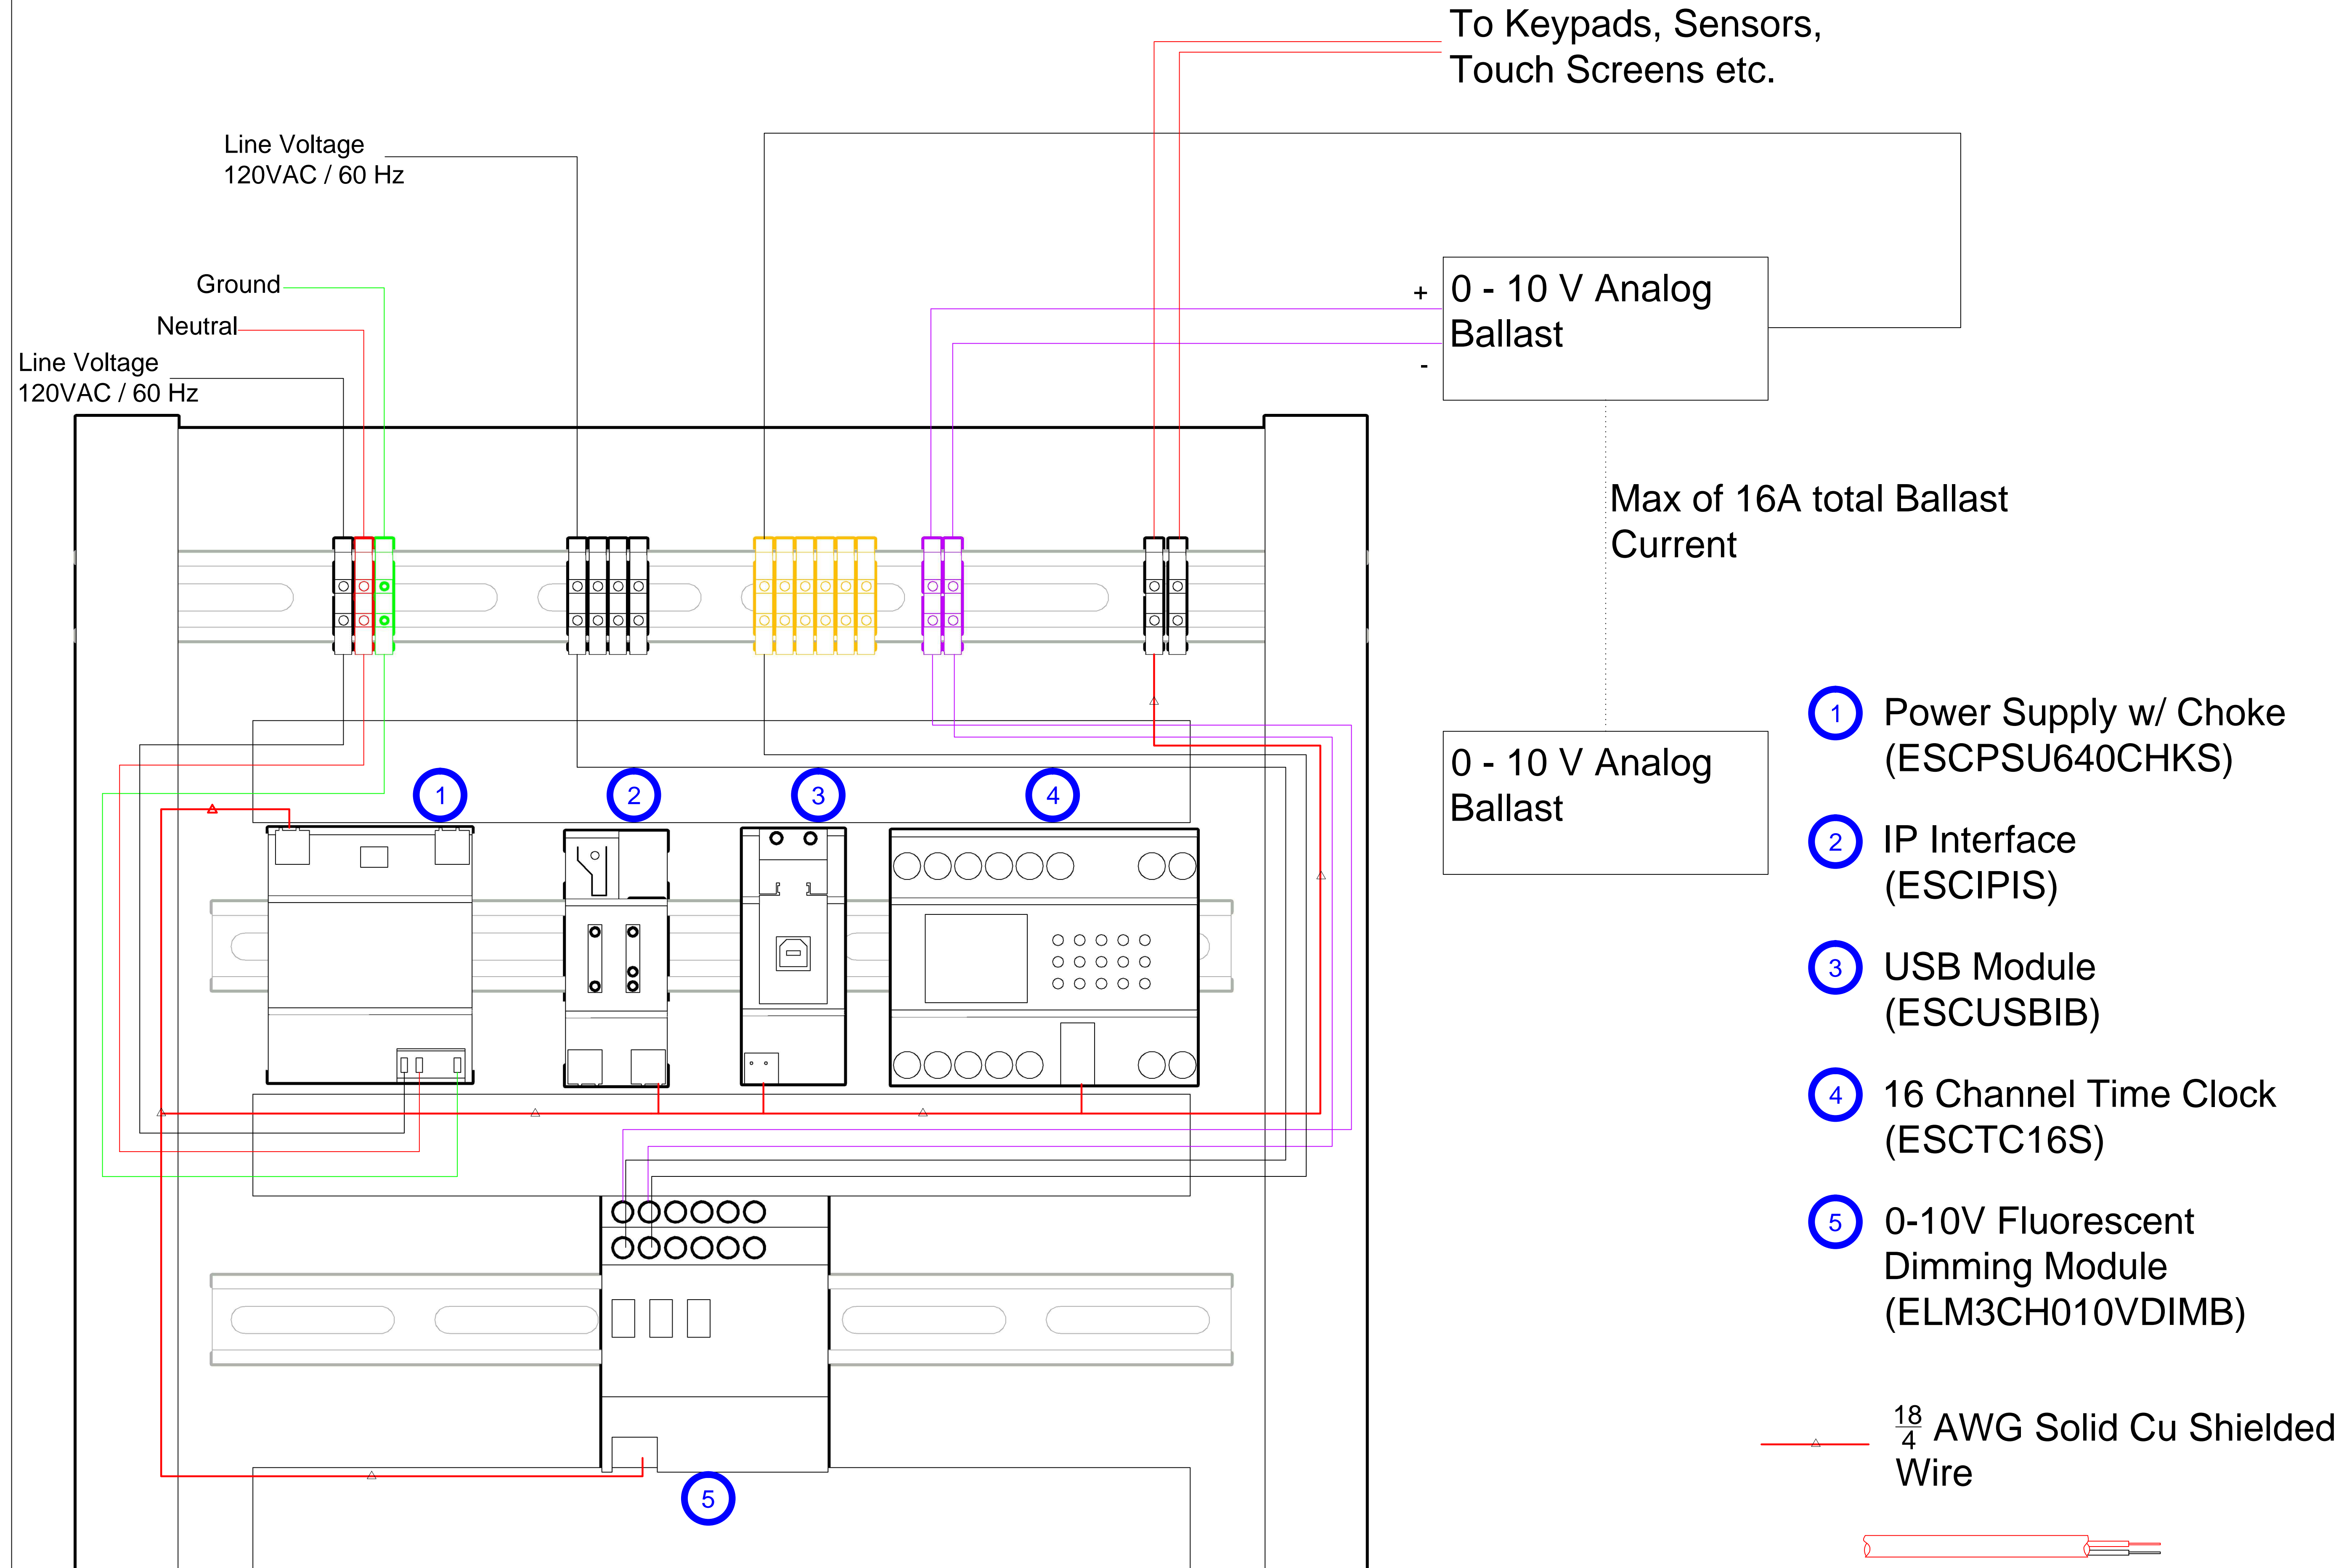 To Keypads, Sensors,
Touch Screens etc.
Line Voltage
120VAC / 60 Hz
Ground
Neutral
Line Voltage
120VAC / 60 Hz
+
0 - 10 V Analog
Ballast
-
Max of 16A total Ballast
Current
0 - 10 V Analog
Ballast
1
2
3
4
5
1 Power Supply w/ Choke
(ESCPSU640CHKS)
2 IP Interface
(ESCIPIS)
3 USB Module
(ESCUSBIB)
4 16 Channel Time Clock
(ESCTC16S)
5 0-10V Fluorescent
Dimming Module
(ELM3CH010VDIMB)
18/4 AWG Solid Cu Shielded
Wire